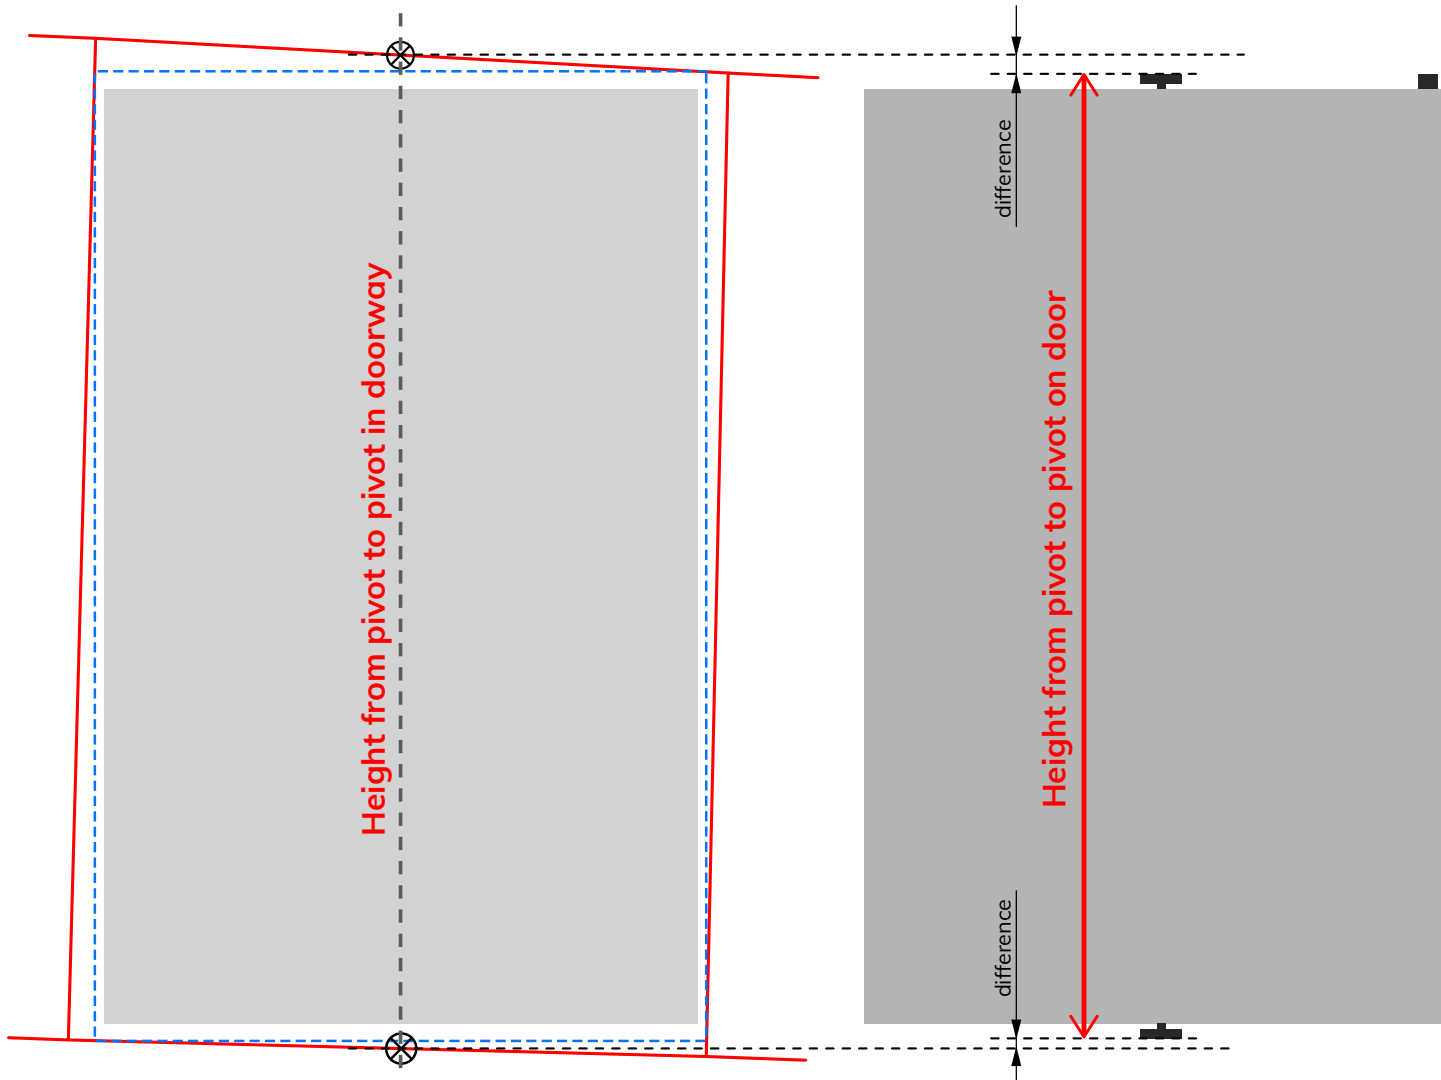 Height from pivot to pivot in doorway
difference
Height from pivot to pivot on door
difference